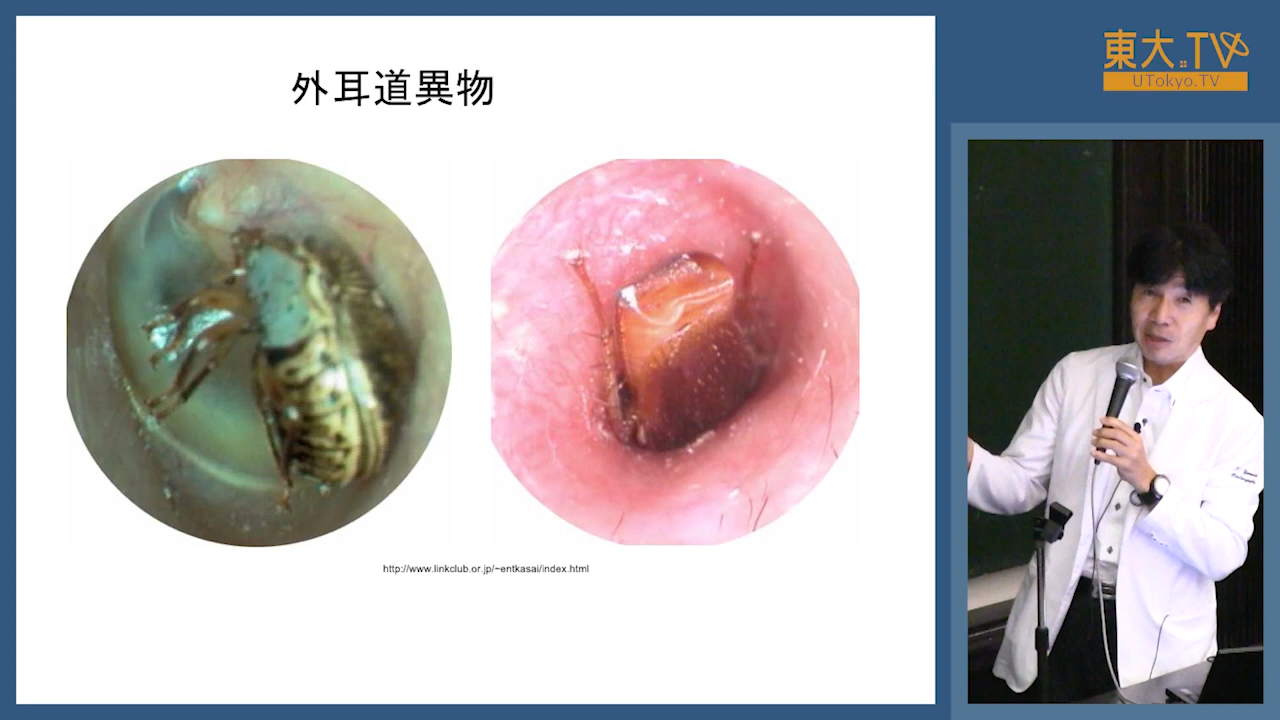 外耳道異物
http://www.linkclub.or.jp/~entkasai/index.html
東大.TV
UTokyo.TV